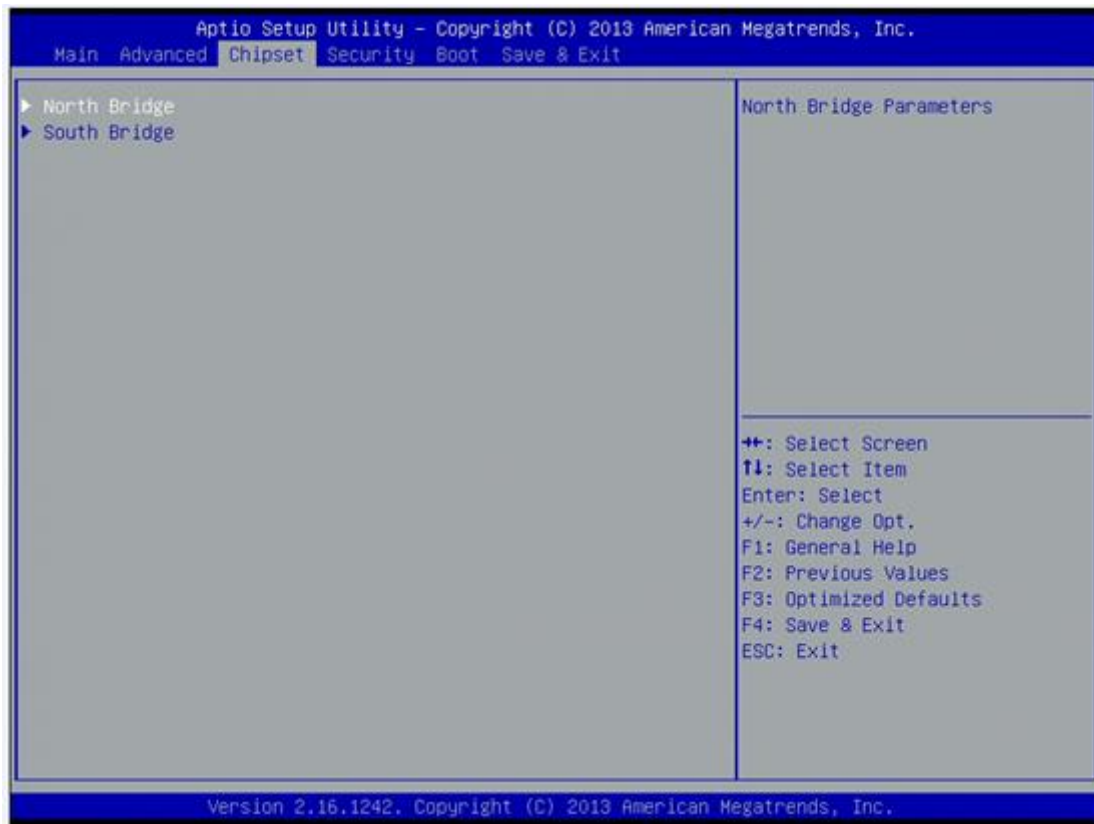 Aptio Setup Utility – Copyright (C) 2013 American Megatrends, Inc.
Main Advanced Chipset Security Boot Save & Exit
▶ North Bridge
▶ South Bridge
North Bridge Parameters
→←: Select Screen
↑↓: Select Item
Enter: Select
+/-: Change Opt.
F1: General Help
F2: Previous Values
F3: Optimized Defaults
F4: Save & Exit
ESC: Exit
Version 2.16.1242. Copyright (C) 2013 American Megatrends, Inc.